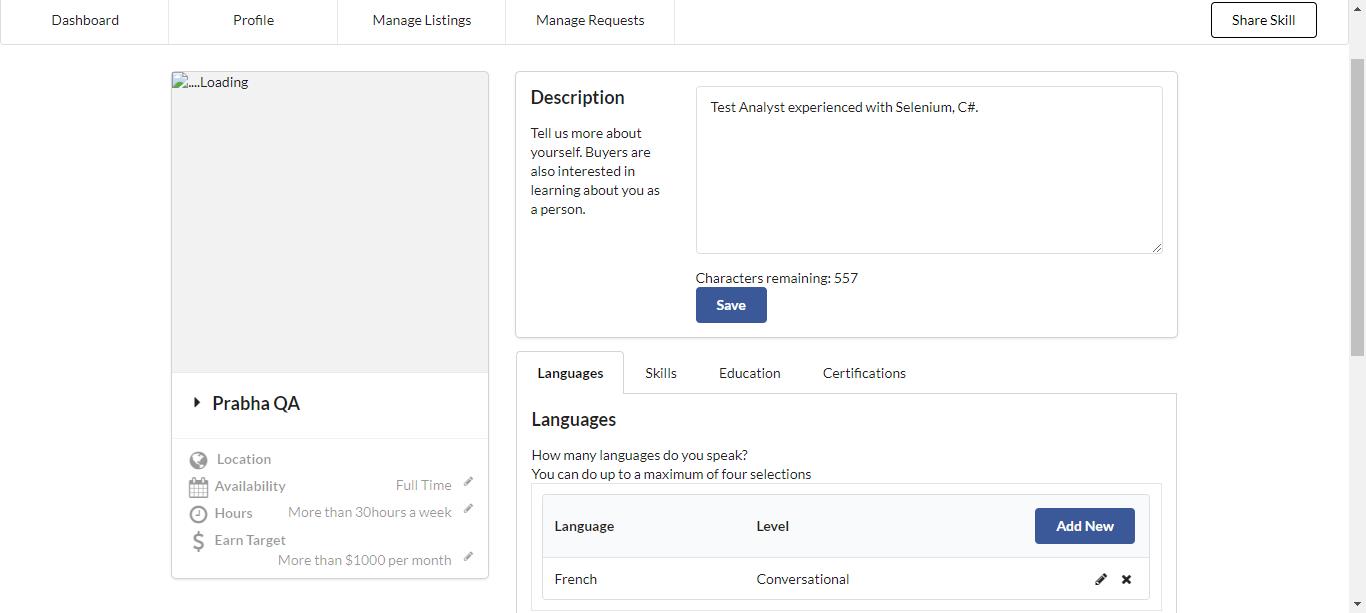 Dashboard Profile Manage Listings Manage Requests Share Skill
....Loading
Prabha QA
Location
Availability Full Time
Hours More than 30hours a week
Earn Target
More than $1000 per month
Description
Tell us more about
yourself. Buyers are
also interested in
learning about you as
a person.
Test Analyst experienced with Selenium, C#.
Characters remaining: 557
Save
Languages Skills Education Certifications
Languages
How many languages do you speak?
You can do up to a maximum of four selections
Language Level Add New
French Conversational